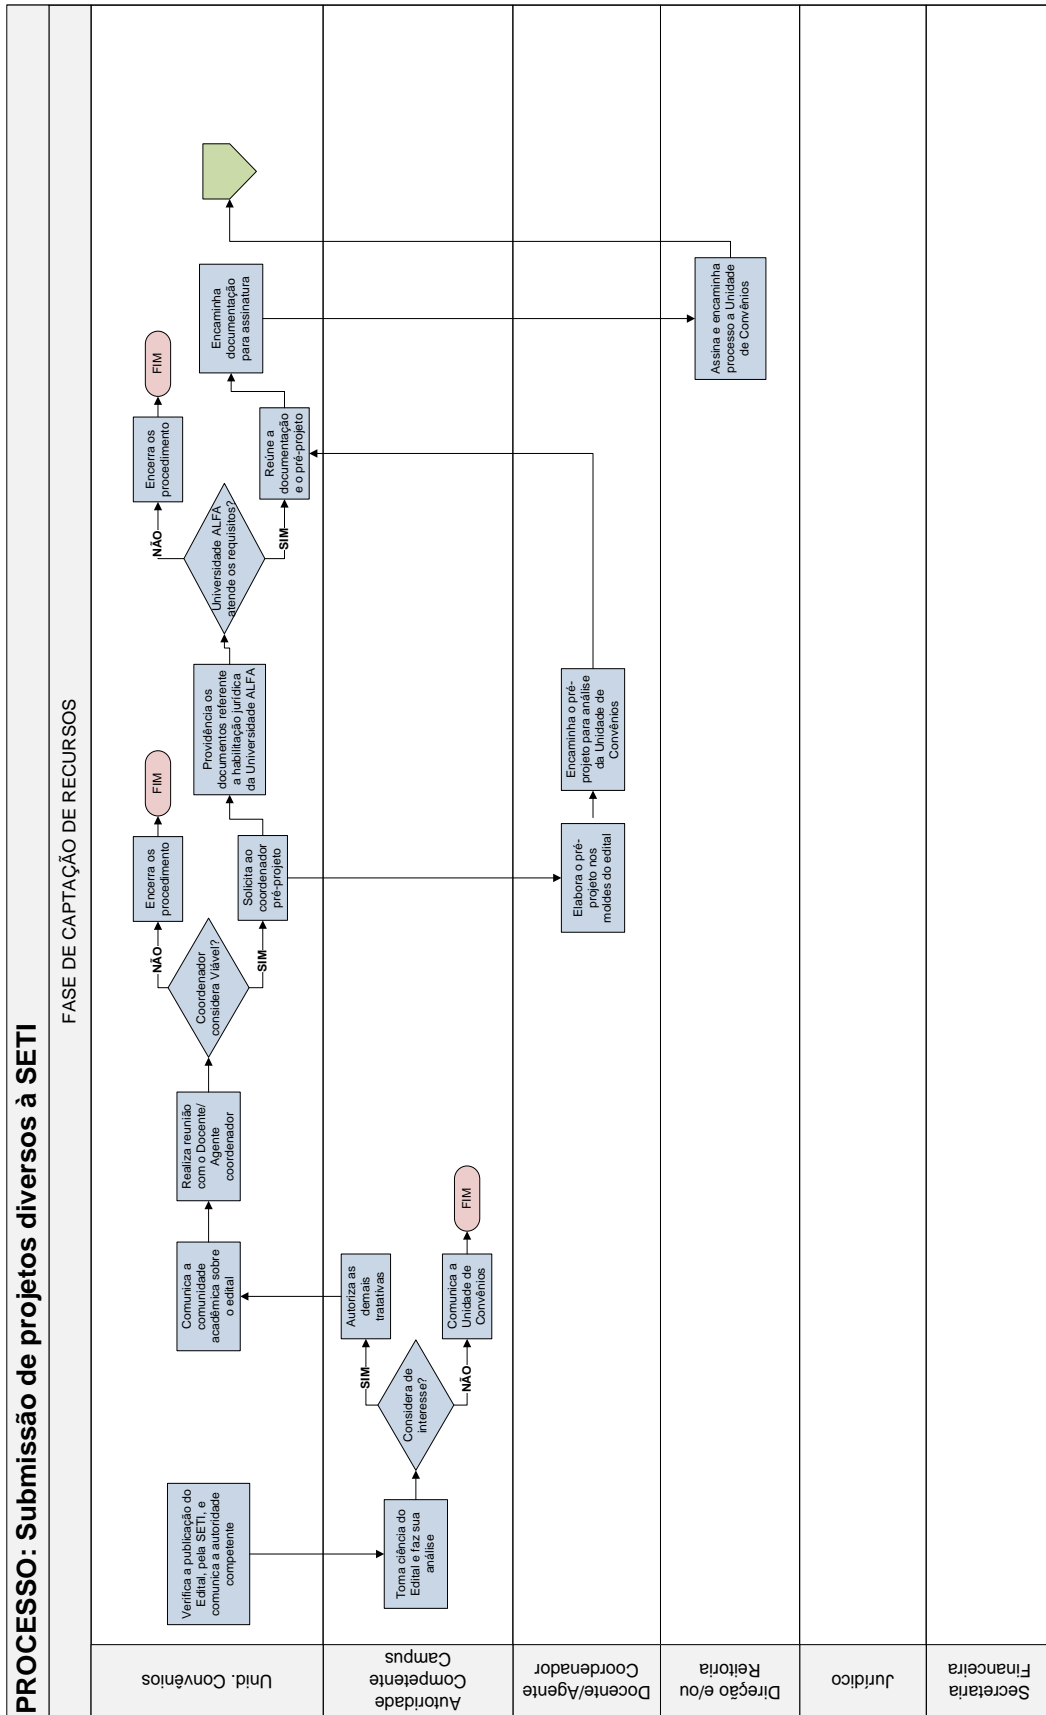 PROCESSO: Submissão de projetos diversos à SETI
FASE DE CAPTAÇÃO DE RECURSOS
Unid. Convênios
Verifica a publicação do
Edital, pela SETI, e
comunica a autoridade
competente
Comunica a
comunidade
acadêmica sobre
o edital
Realiza reunião
com o Docente/
Agente
coordenador
Coordenador
considera Viável?
NÃO
SIM
Encerra os
procedimento
FIM
Solicita ao
coordenador
pré-projeto
Providência os
documentos referente
a habilitação jurídica
da Universidade ALFA
Universidade ALFA
atende os requisitos?
NÃO
SIM
Encerra os
procedimento
FIM
Reúne a
documentação
e o pré-projeto
Encaminha
documentação
para assinatura
Autoridade
Competente
Campus
Toma ciência do
Edital e faz sua
análise
Considera de
interesse?
SIM
NÃO
Autoriza as
demais
tratativas
Comunica a
Unidade de
Convênios
FIM
Docente/Agente
Coordenador
Elabora o pré-
projeto nos
moldes do edital
Encaminha o pré-
projeto para análise
da Unidade de
Convênios
Direção e/ou
Reitoria
Assina e encaminha
processo a Unidade
de Convênios
Jurídico
Secretaria
Financeira